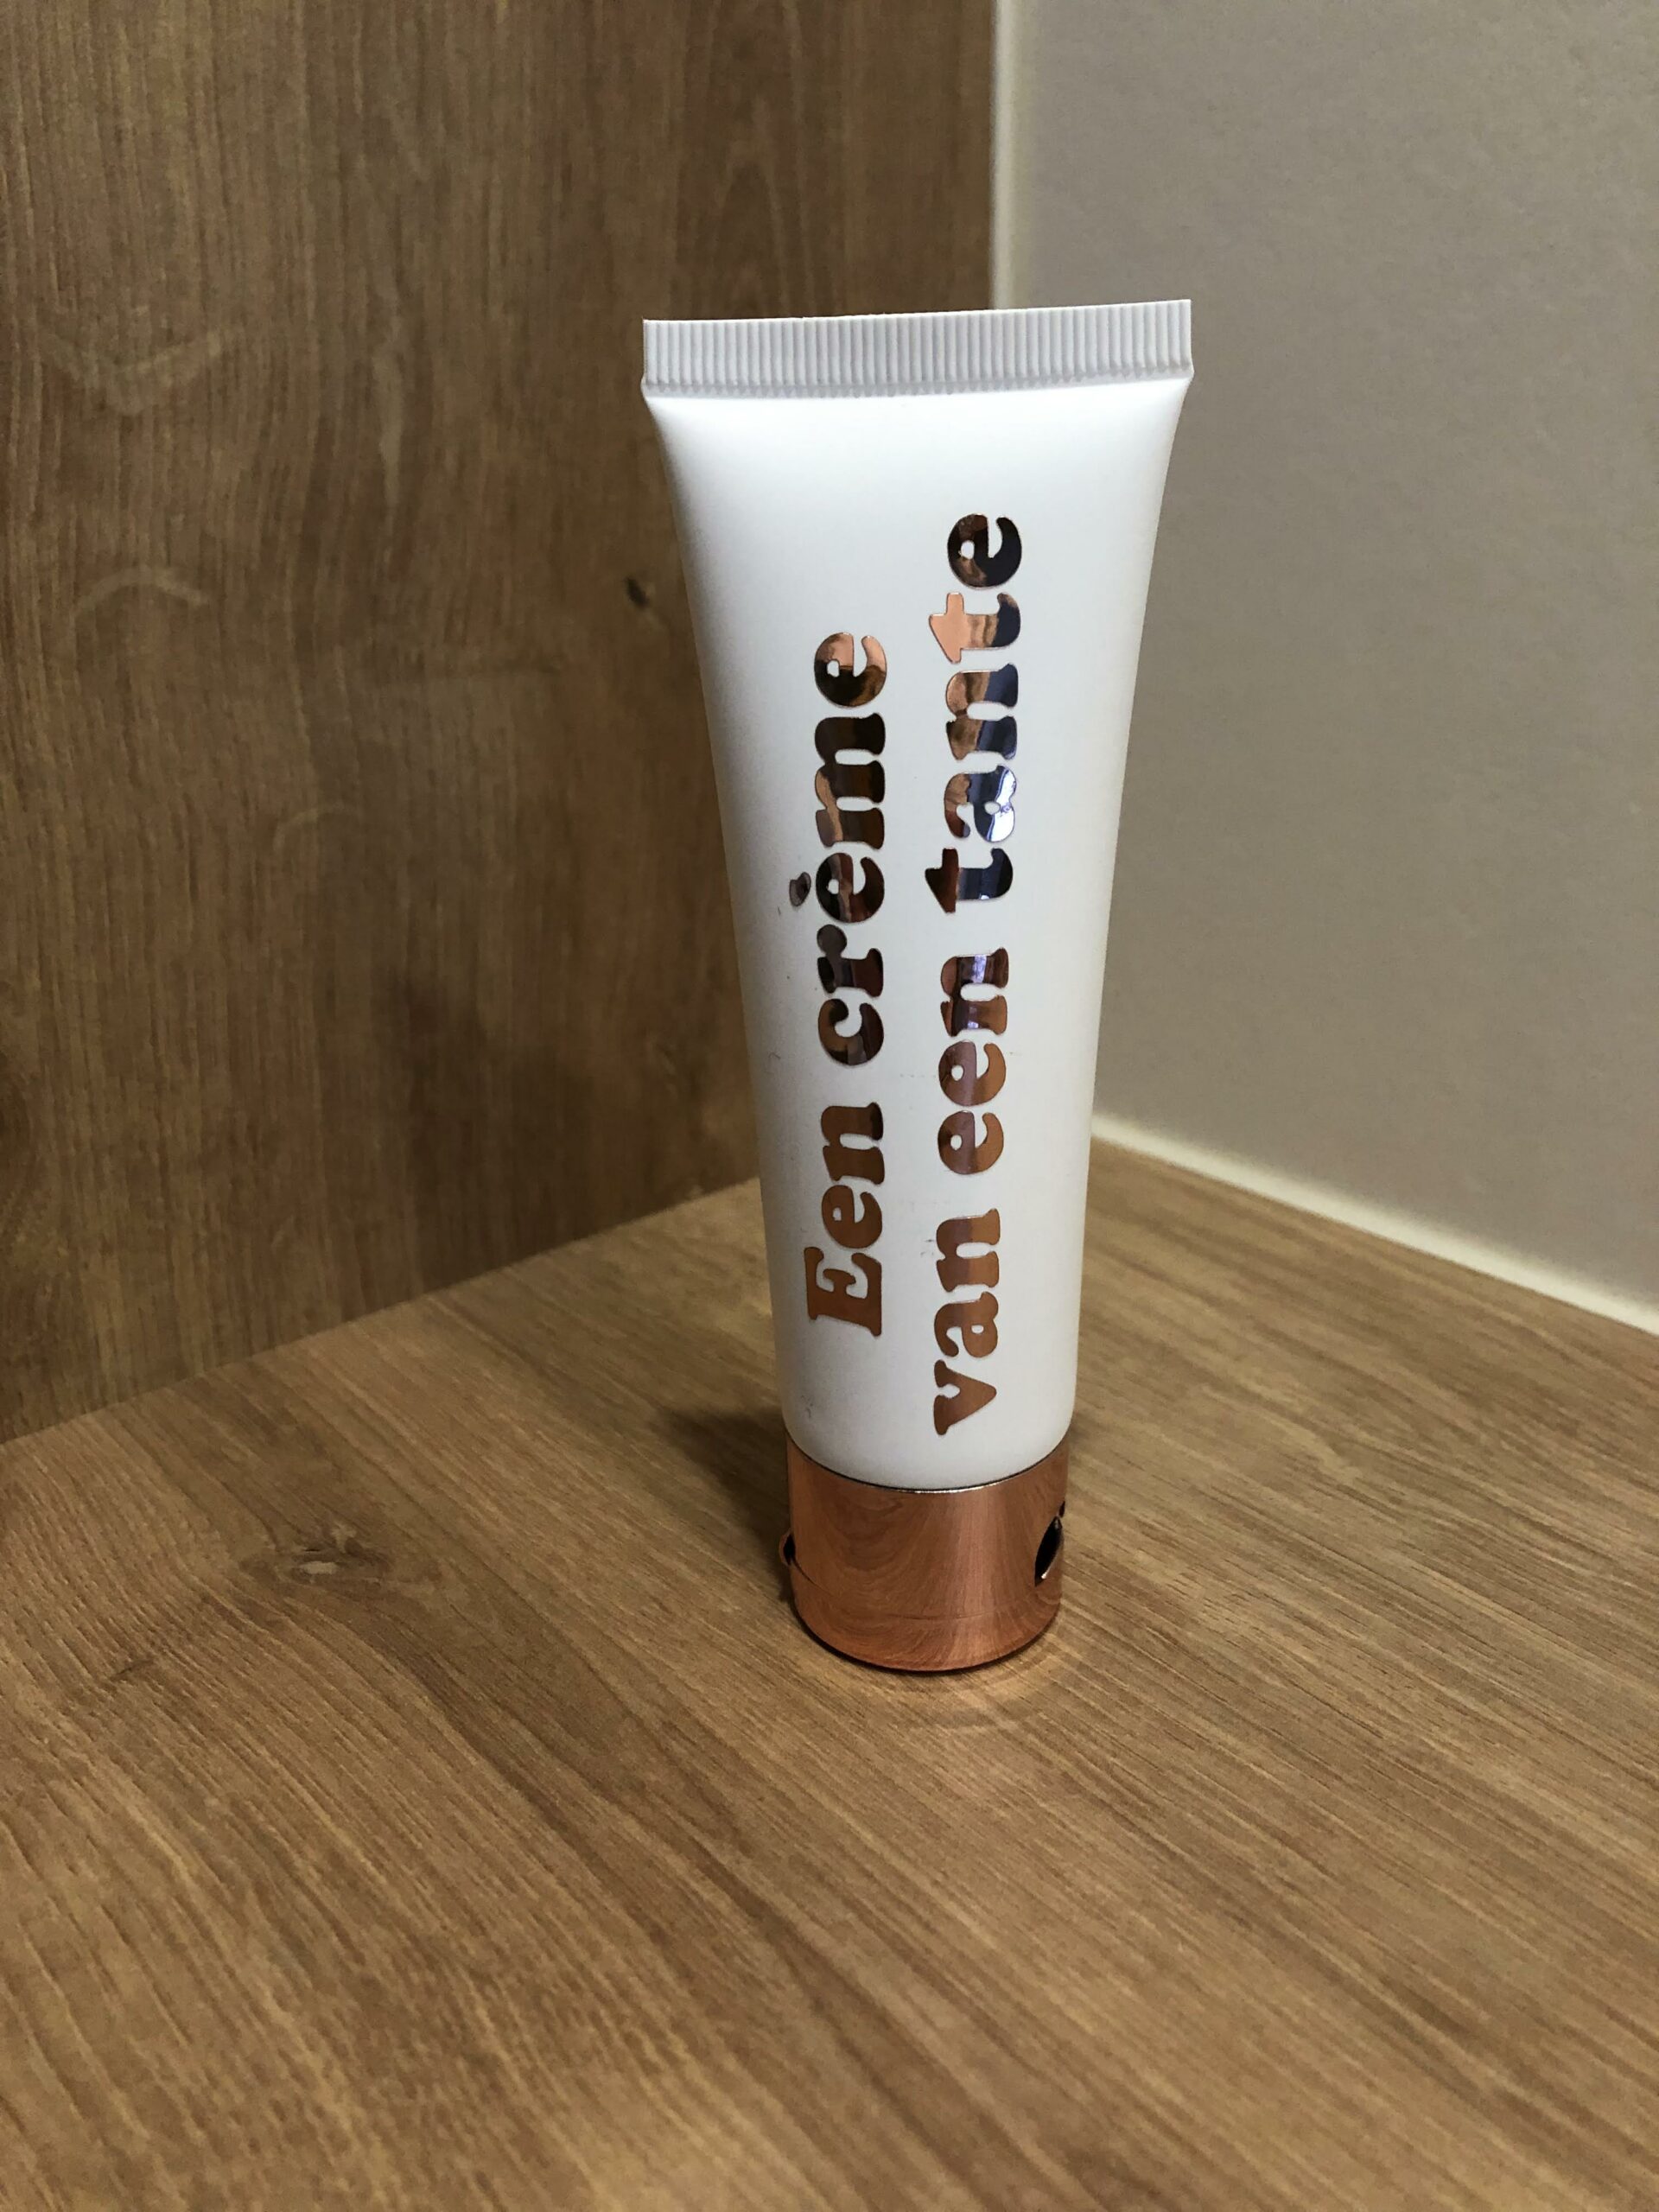 Een crème
van een tante